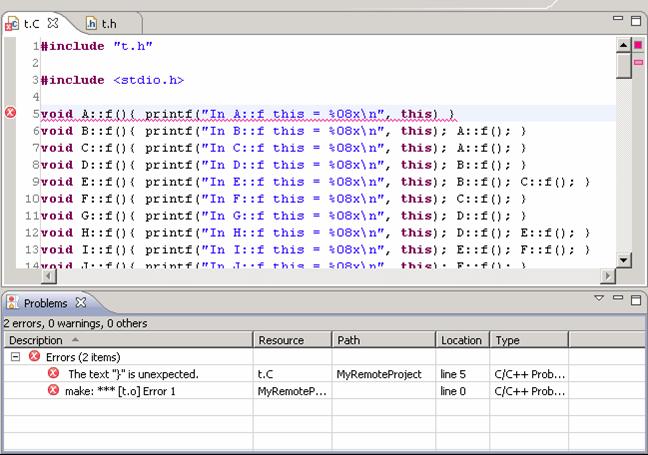 t.C
t.h
1 #include "t.h"
2
3 #include <stdio.h>
4
5 void A::f(){ printf("In A::f this = %08x\n", this) }
6 void B::f(){ printf("In B::f this = %08x\n", this); A::f(); }
7 void C::f(){ printf("In C::f this = %08x\n", this); A::f(); }
8 void D::f(){ printf("In D::f this = %08x\n", this); B::f(); }
9 void E::f(){ printf("In E::f this = %08x\n", this); B::f(); C::f(); }
10 void F::f(){ printf("In F::f this = %08x\n", this); C::f(); }
11 void G::f(){ printf("In G::f this = %08x\n", this); D::f(); }
12 void H::f(){ printf("In H::f this = %08x\n", this); D::f(); E::f(); }
13 void I::f(){ printf("In I::f this = %08x\n", this); E::f(); F::f(); }
14 void J::f(){ printf("In J::f this = %08x\n", this); F::f(); }
Problems
2 errors, 0 warnings, 0 others
Description Resource Path Location Type
Errors (2 items)
The text "}" is unexpected. t.C MyRemoteProject line 5 C/C++ Prob...
make: *** [t.o] Error 1 MyRemoteP... line 0 C/C++ Prob...